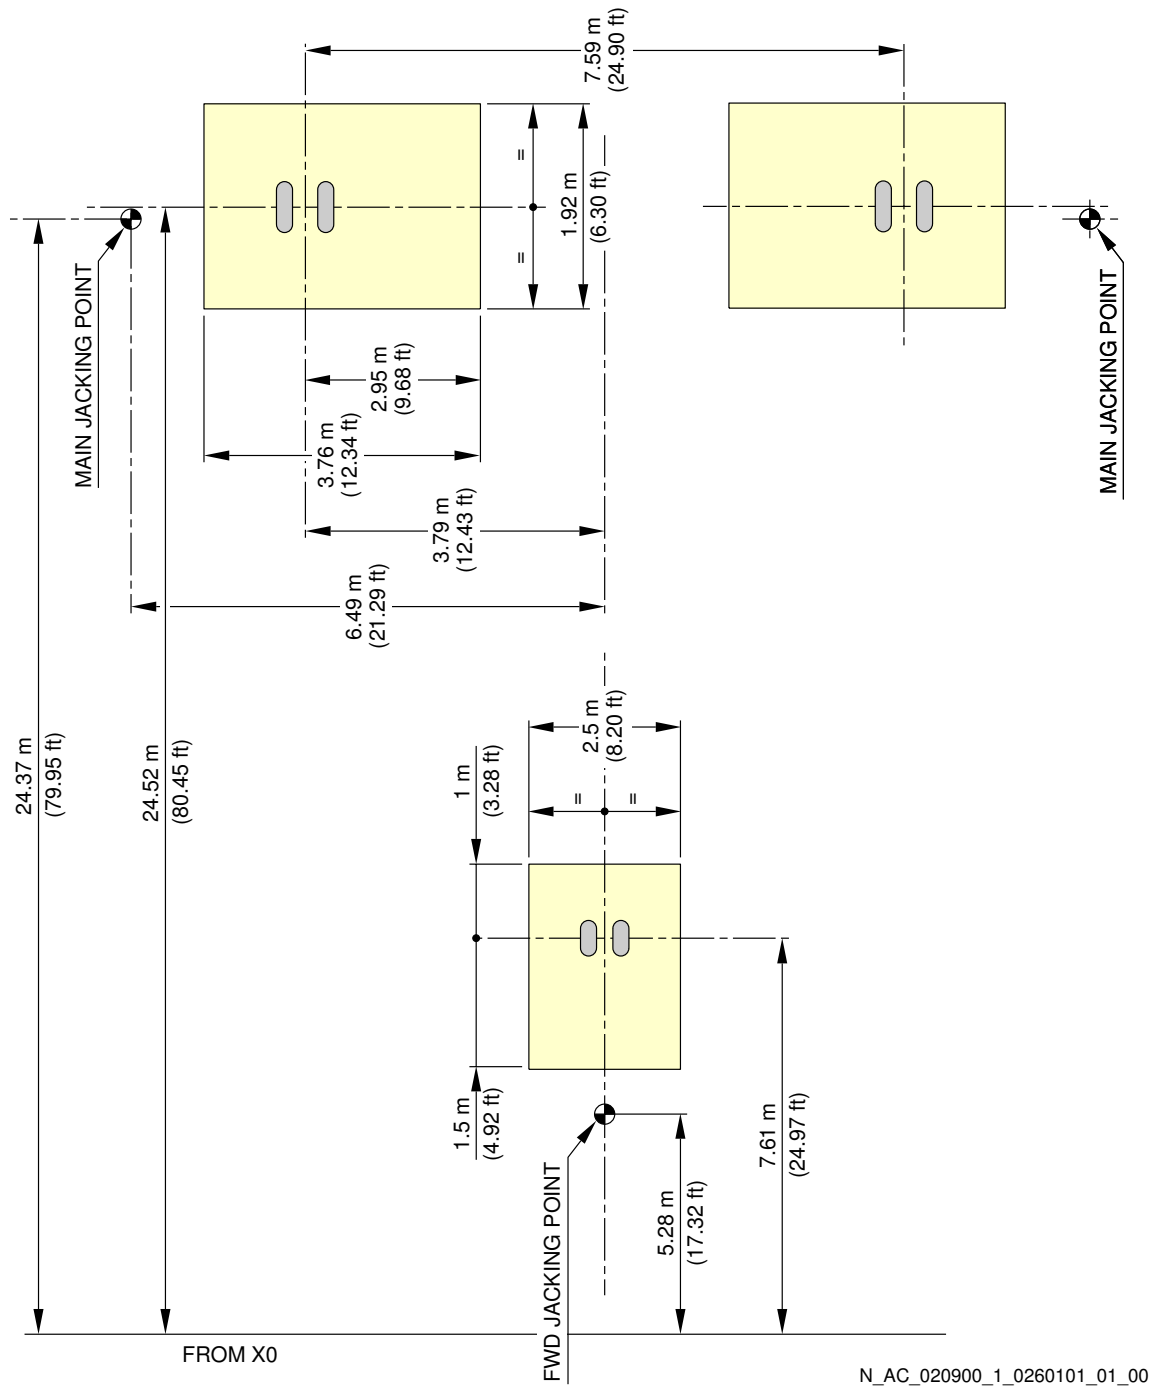 7.59 m
(24.90 ft)
=
=
1.92 m
(6.30 ft)
MAIN JACKING POINT
MAIN JACKING POINT
2.95 m
(9.68 ft)
3.76 m
(12.34 ft)
3.79 m
(12.43 ft)
6.49 m
(21.29 ft)
24.37 m
(79.95 ft)
24.52 m
(80.45 ft)
2.5 m
(8.20 ft)
1 m
(3.28 ft)
=
=
1.5 m
(4.92 ft)
7.61 m
(24.97 ft)
5.28 m
(17.32 ft)
FWD JACKING POINT
FROM X0
N_AC_020900_1_0260101_01_00